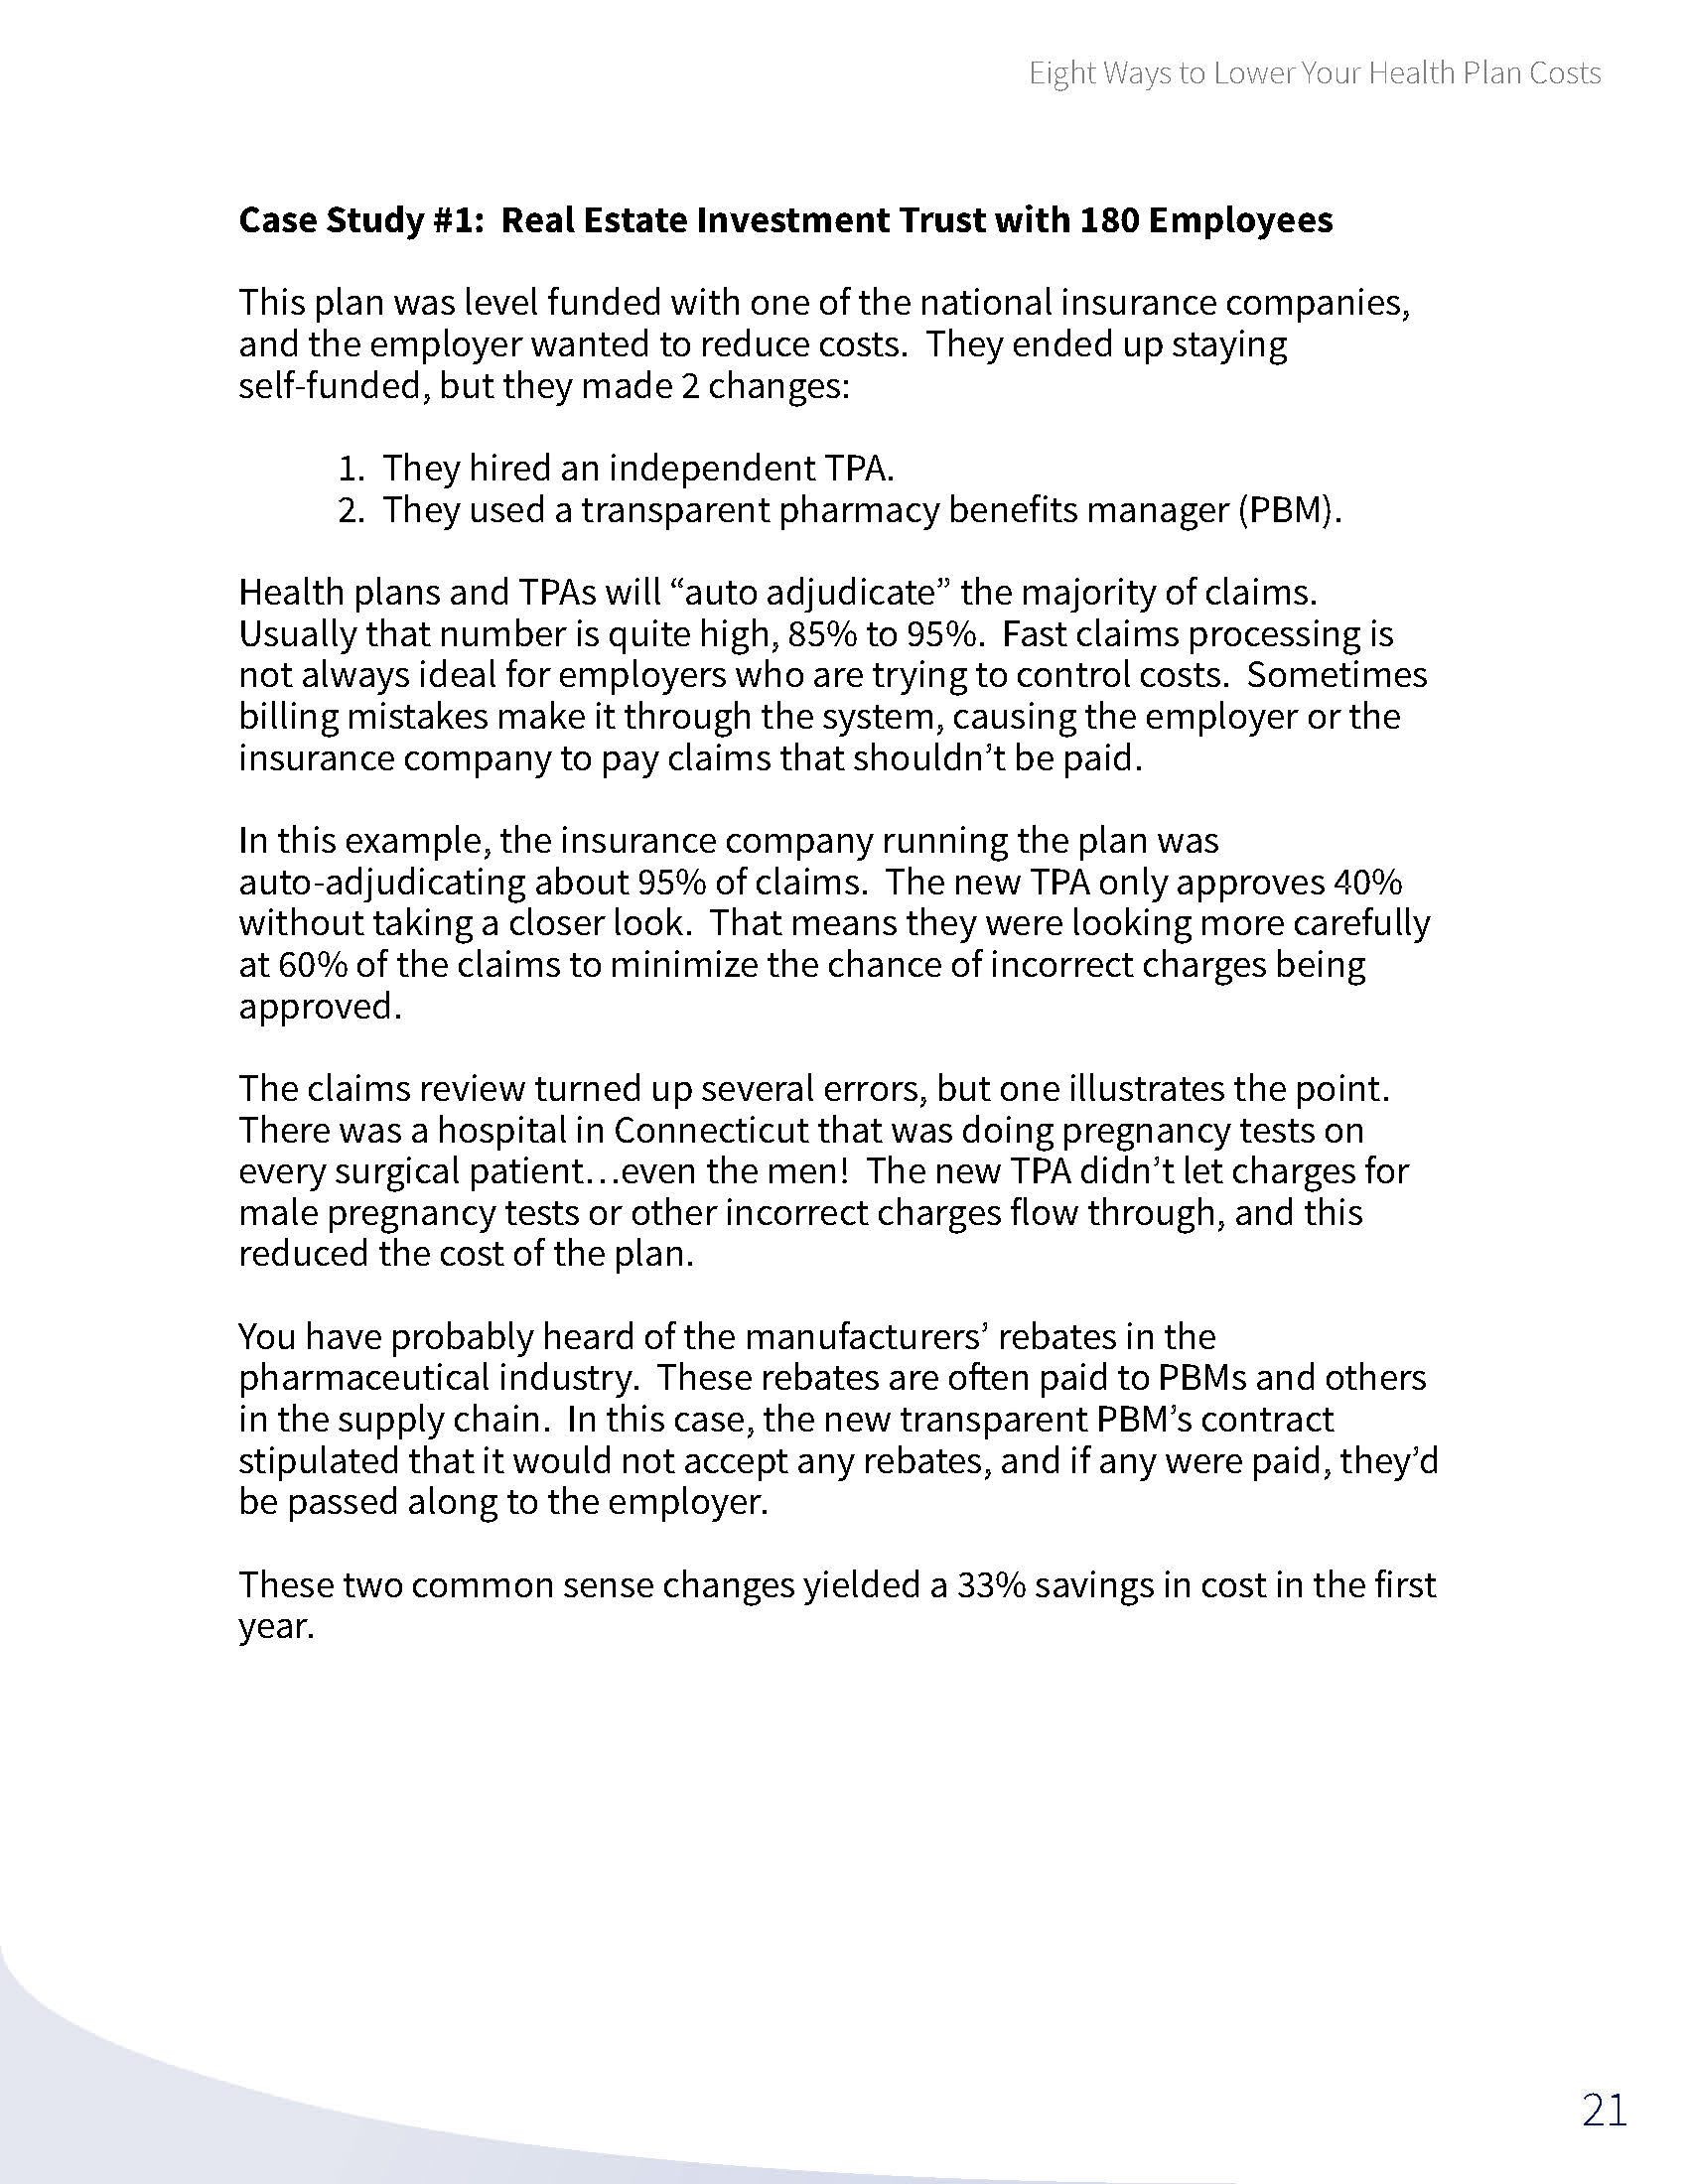 Eight Ways to Lower Your Health Plan Costs
Case Study #1:  Real Estate Investment Trust with 180 Employees
This plan was level funded with one of the national insurance companies,
and the employer wanted to reduce costs.  They ended up staying
self-funded, but they made 2 changes:
1.  They hired an independent TPA.
2.  They used a transparent pharmacy benefits manager (PBM).
Health plans and TPAs will “auto adjudicate” the majority of claims.
Usually that number is quite high, 85% to 95%.  Fast claims processing is
not always ideal for employers who are trying to control costs.  Sometimes
billing mistakes make it through the system, causing the employer or the
insurance company to pay claims that shouldn’t be paid.
In this example, the insurance company running the plan was
auto-adjudicating about 95% of claims.  The new TPA only approves 40%
without taking a closer look.  That means they were looking more carefully
at 60% of the claims to minimize the chance of incorrect charges being
approved.
The claims review turned up several errors, but one illustrates the point.
There was a hospital in Connecticut that was doing pregnancy tests on
every surgical patient…even the men!  The new TPA didn’t let charges for
male pregnancy tests or other incorrect charges flow through, and this
reduced the cost of the plan.
You have probably heard of the manufacturers’ rebates in the
pharmaceutical industry.  These rebates are often paid to PBMs and others
in the supply chain.  In this case, the new transparent PBM’s contract
stipulated that it would not accept any rebates, and if any were paid, they’d
be passed along to the employer.
These two common sense changes yielded a 33% savings in cost in the first
year.
21